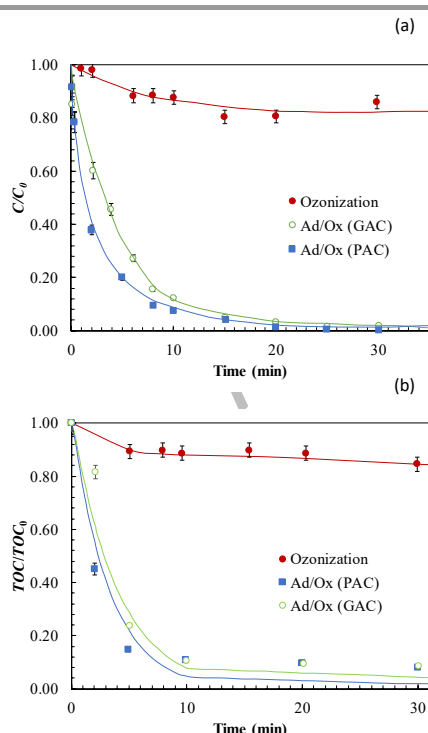 (a)
1.00
0.80
0.60
0.40
0.20
0.00
C/C0
Ozonization
Ad/Ox (GAC)
Ad/Ox (PAC)
0 10 20 30
Time (min)
(b)
1.00
0.80
0.60
0.40
0.20
0.00
TOC/TOC0
Ozonization
Ad/Ox (PAC)
Ad/Ox (GAC)
0 10 20 30
Time (min)